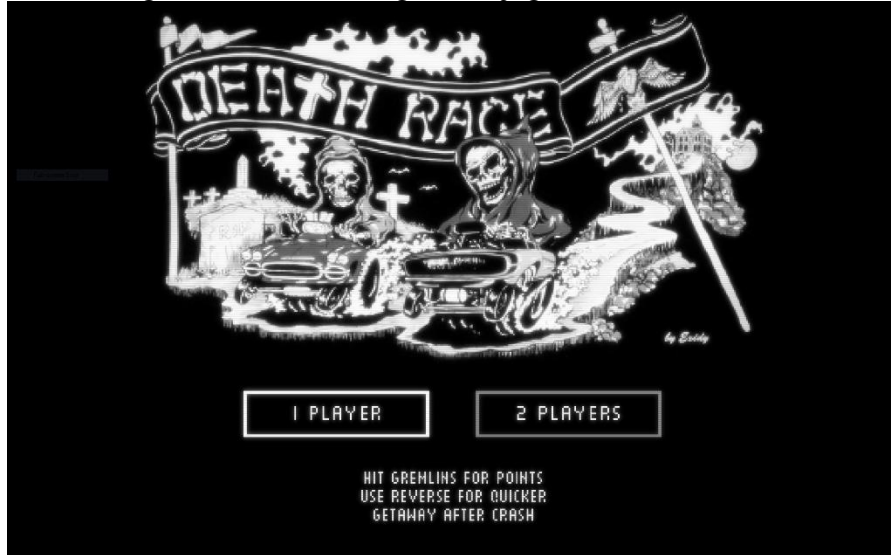 DEATH RACE
by Exidy
1 PLAYER
2 PLAYERS
HIT GREMLINS FOR POINTS
USE REVERSE FOR QUICKER
GETAWAY AFTER CRASH